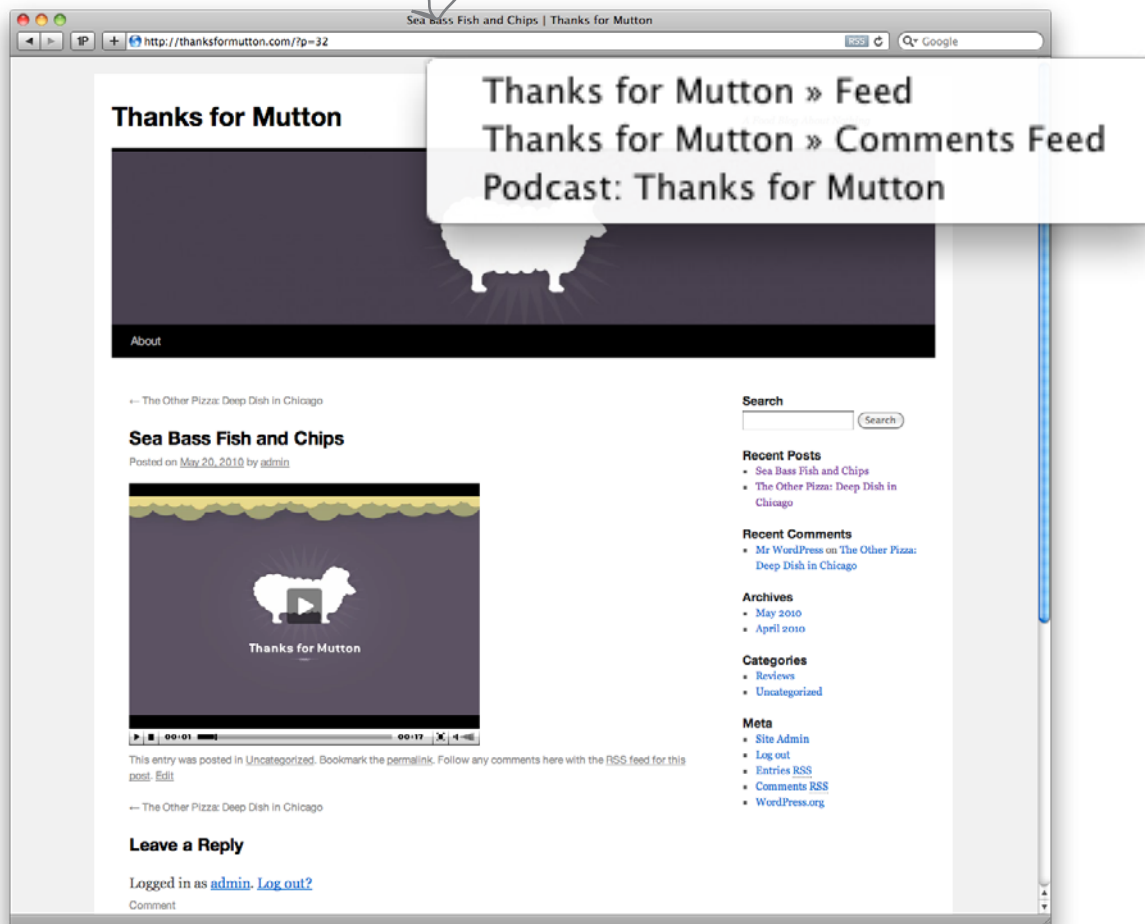 Sea Bass Fish and Chips | Thanks for Mutton
1P
+
http://thanksformutton.com/?p=32
RSS
Google
Thanks for Mutton » Feed
Thanks for Mutton » Comments Feed
Podcast: Thanks for Mutton
Thanks for Mutton
About
← The Other Pizza: Deep Dish in Chicago
Sea Bass Fish and Chips
Posted on May 20, 2010 by admin
Thanks for Mutton
00:01
00:17
This entry was posted in Uncategorized. Bookmark the permalink. Follow any comments here with the RSS feed for this
post. Edit
← The Other Pizza: Deep Dish in Chicago
Leave a Reply
Logged in as admin. Log out?
Comment
Search
Search
Recent Posts
Sea Bass Fish and Chips
The Other Pizza: Deep Dish in
Chicago
Recent Comments
Mr WordPress on The Other Pizza:
Deep Dish in Chicago
Archives
May 2010
April 2010
Categories
Reviews
Uncategorized
Meta
Site Admin
Log out
Entries RSS
Comments RSS
WordPress.org